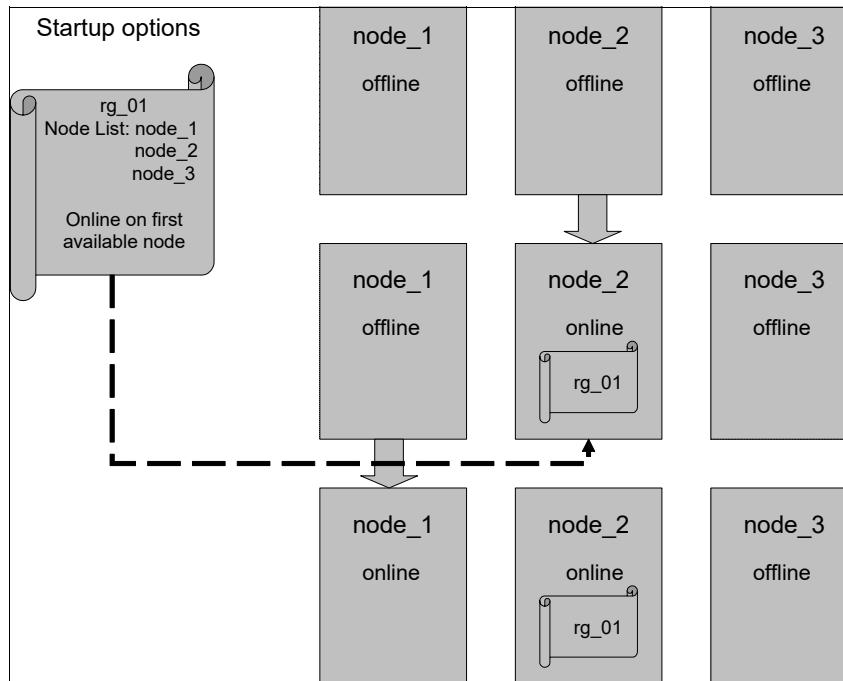 Startup options
rg_01
Node List: node_1
node_2
node_3
Online on first
available node
node_1
offline
node_2
offline
node_3
offline
node_1
offline
node_2
online
rg_01
node_3
offline
node_1
online
node_2
online
rg_01
node_3
offline